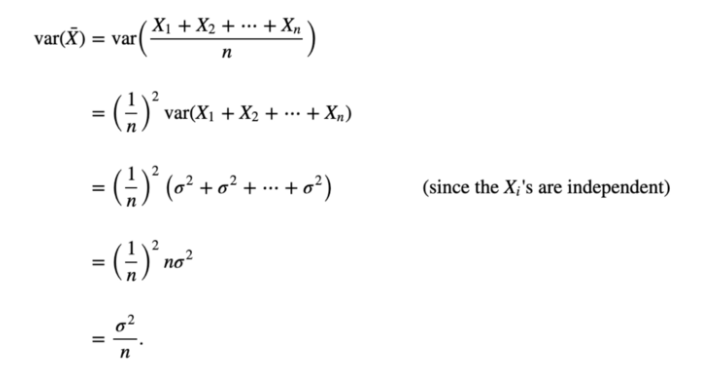 var(X̄) = var( (X₁ + X₂ + ⋯ + Xₙ) / n )
= (1/n)² var(X₁ + X₂ + ⋯ + Xₙ)
= (1/n)² (σ² + σ² + ⋯ + σ²) (since the Xᵢ's are independent)
= (1/n)² nσ²
= σ²/n.